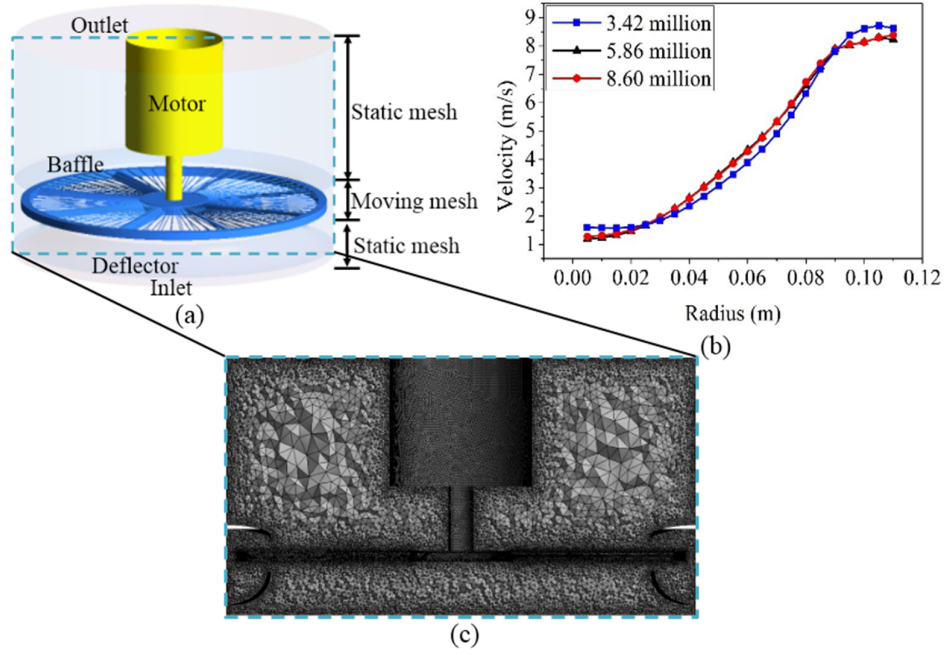 Outlet
Motor
Baffle
Deflector
Inlet
Static mesh
Moving mesh
Static mesh
(a)
3.42 million
5.86 million
8.60 million
Velocity (m/s)
9
8
7
6
5
4
3
2
1
0.00 0.02 0.04 0.06 0.08 0.10 0.12
Radius (m)
(b)
(c)